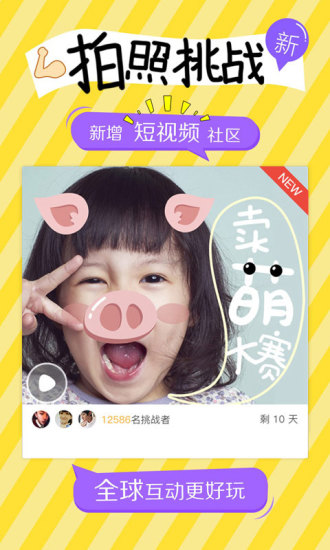 新
拍照挑战
新增 短视频 社区
NEW
卖
萌
大赛
12586名挑战者
剩 10 天
全球互动更好玩